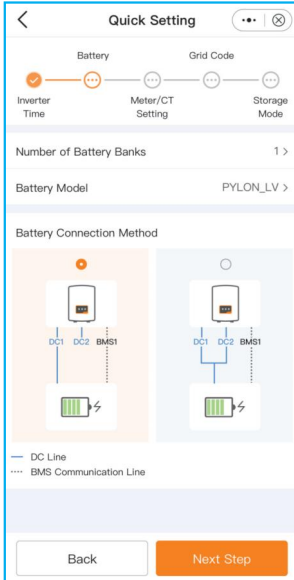 Quick Setting
Battery
Grid Code
Inverter
Time
Meter/CT
Setting
Storage
Mode
Number of Battery Banks 1 >
Battery Model PYLON_LV >
Battery Connection Method
DC1 DC2 BMS1
DC1 DC2 BMS1
DC Line
BMS Communication Line
Back
Next Step